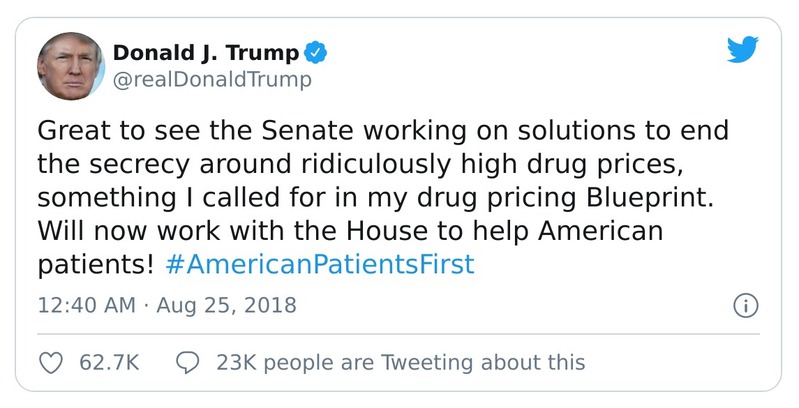 Donald J. Trump
@realDonaldTrump
Great to see the Senate working on solutions to end
the secrecy around ridiculously high drug prices,
something I called for in my drug pricing Blueprint.
Will now work with the House to help American
patients! #AmericanPatientsFirst
12:40 AM · Aug 25, 2018
62.7K 23K people are Tweeting about this